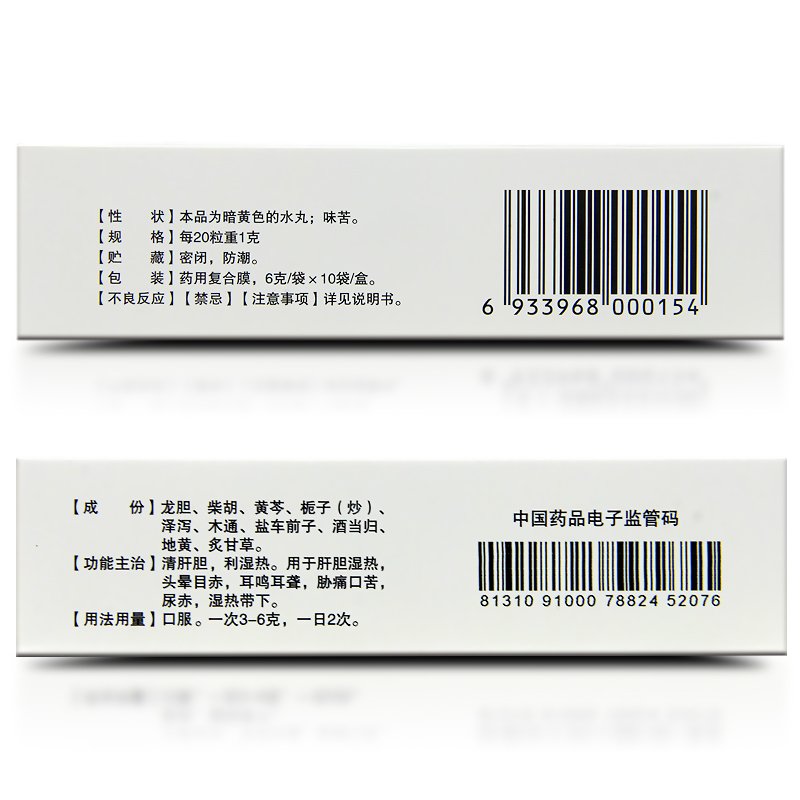 【性　　状】本品为暗黄色的水丸；味苦。
【规　　格】每20粒重1克
【贮　　藏】密闭，防潮。
【包　　装】药用复合膜，6克/袋×10袋/盒。
【不良反应】【禁忌】【注意事项】详见说明书。
6 933968 000154
【成　　份】龙胆、柴胡、黄芩、栀子（炒）、
泽泻、木通、盐车前子、酒当归、
地黄、炙甘草。
【功能主治】清肝胆，利湿热。用于肝胆湿热，
头晕目赤，耳鸣耳聋，胁痛口苦，
尿赤，湿热带下。
【用法用量】口服。一次3-6克，一日2次。
中国药品电子监管码
81310 91000 78824 52076